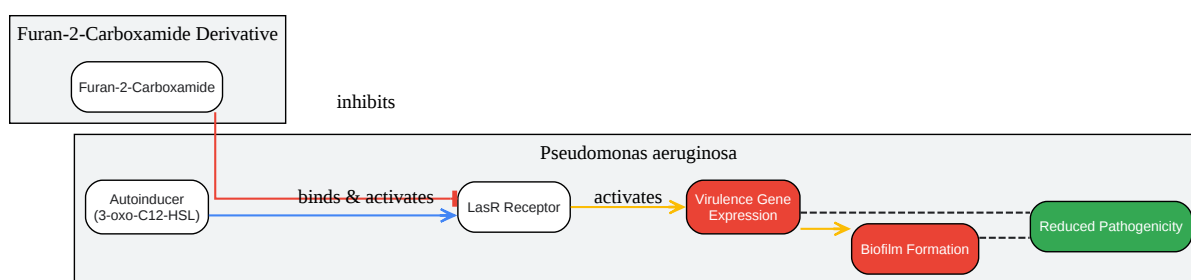 Furan-2-Carboxamide Derivative
Furan-2-Carboxamide
inhibits
Pseudomonas aeruginosa
Autoinducer
(3-oxo-C12-HSL)
binds & activates
LasR Receptor
activates
Virulence Gene
Expression
Biofilm Formation
Reduced Pathogenicity